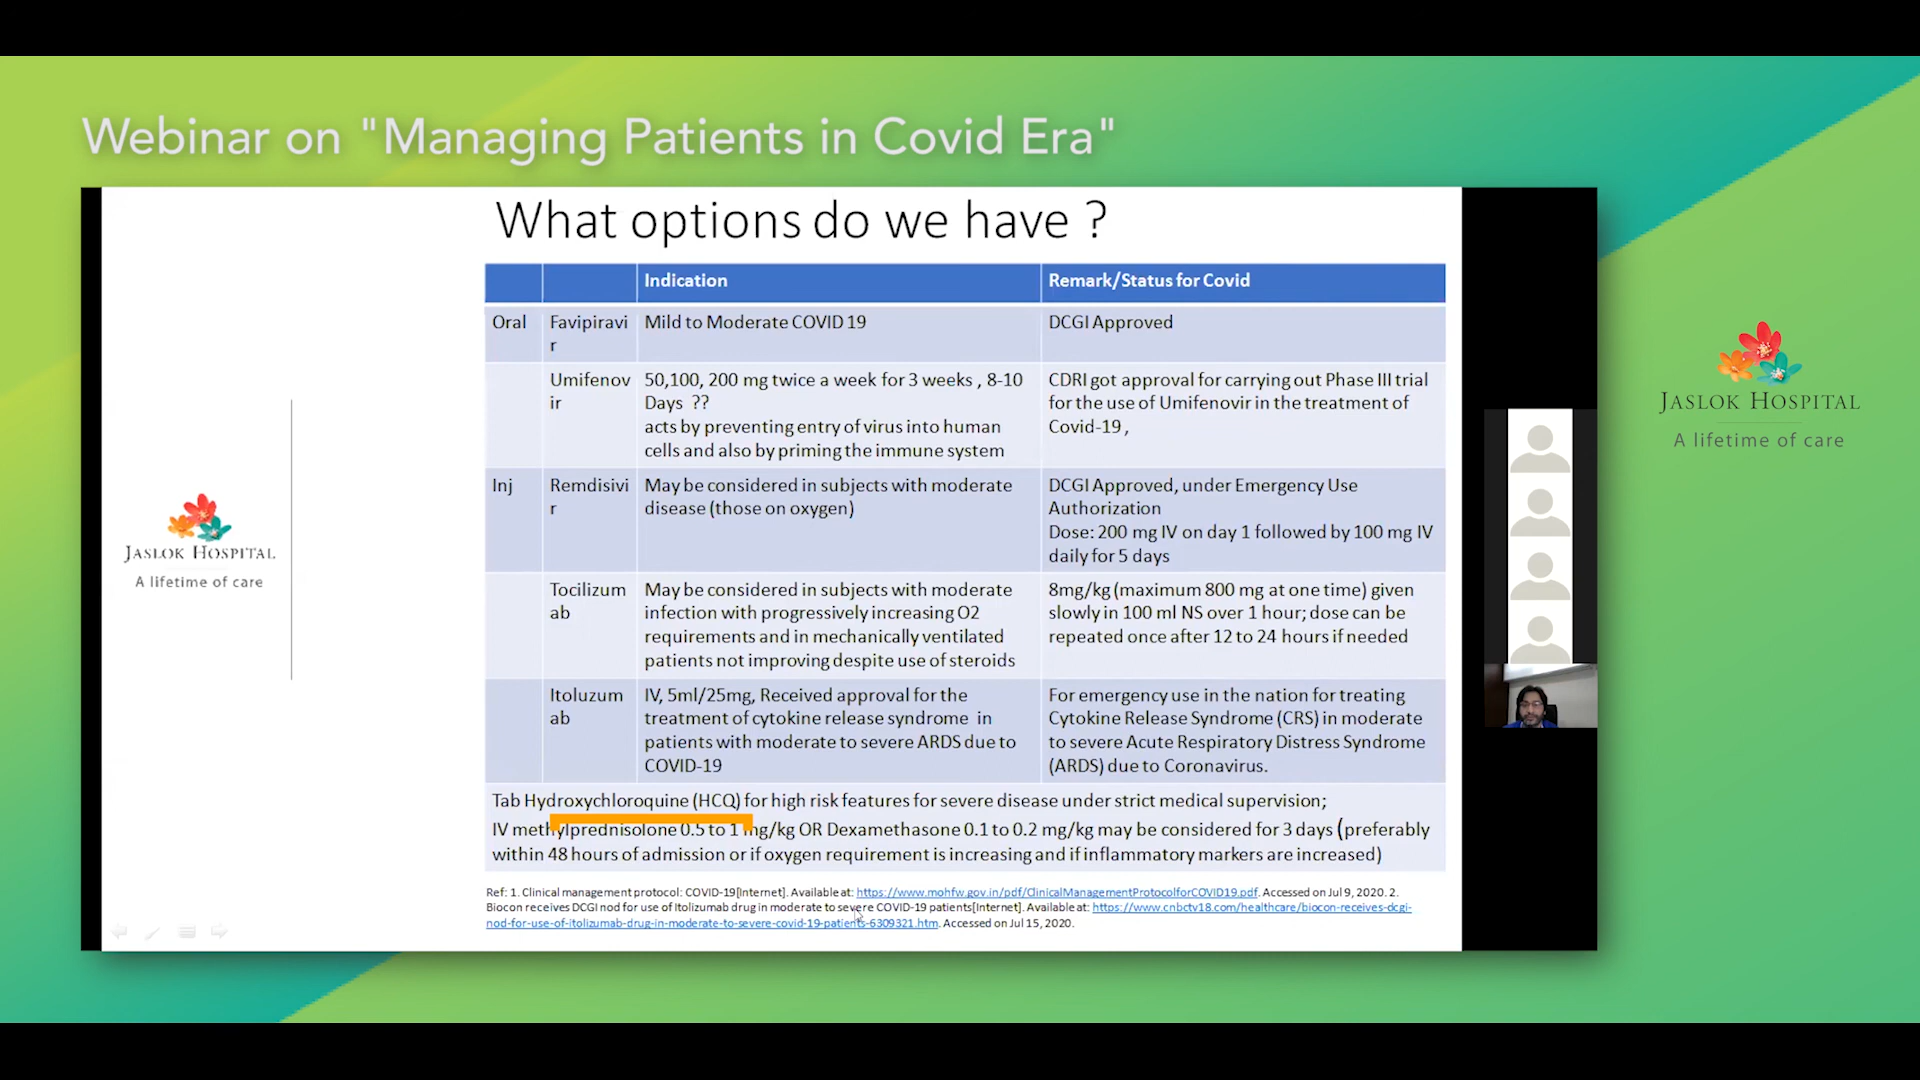 Webinar on "Managing Patients in Covid Era"
What options do we have ?
Indication
Remark/Status for Covid
Oral
Favipiravi
r
Mild to Moderate COVID 19
DCGI Approved
Umifenov
ir
50,100, 200 mg twice a week for 3 weeks , 8-10
Days ??
acts by preventing entry of virus into human
cells and also by priming the immune system
CDRI got approval for carrying out Phase III trial
for the use of Umifenovir in the treatment of
Covid-19 ,
Inj
Remdisivi
r
May be considered in subjects with moderate
disease (those on oxygen)
DCGI Approved, under Emergency Use
Authorization
Dose: 200 mg IV on day 1 followed by 100 mg IV
daily for 5 days
Tocilizum
ab
May be considered in subjects with moderate
infection with progressively increasing O2
requirements and in mechanically ventilated
patients not improving despite use of steroids
8mg/kg (maximum 800 mg at one time) given
slowly in 100 ml NS over 1 hour; dose can be
repeated once after 12 to 24 hours if needed
Itoluzum
ab
IV, 5ml/25mg, Received approval for the
treatment of cytokine release syndrome in
patients with moderate to severe ARDS due to
COVID-19
For emergency use in the nation for treating
Cytokine Release Syndrome (CRS) in moderate
to severe Acute Respiratory Distress Syndrome
(ARDS) due to Coronavirus.
Tab Hydroxychloroquine (HCQ) for high risk features for severe disease under strict medical supervision;
IV methylprednisolone 0.5 to 1 mg/kg OR Dexamethasone 0.1 to 0.2 mg/kg may be considered for 3 days (preferably
within 48 hours of admission or if oxygen requirement is increasing and if inflammatory markers are increased)
Ref: 1. Clinical management protocol: COVID-19[Internet]. Available at: https://www.mohfw.gov.in/pdf/ClinicalManagementProtocolforCOVID19.pdf. Accessed on Jul 9, 2020. 2.
Biocon receives DCGI nod for use of Itolizumab drug in moderate to severe COVID-19 patients[Internet]. Available at: https://www.cnbctv18.com/healthcare/biocon-receives-dcgi-
nod-for-use-of-itolizumab-drug-in-moderate-to-severe-covid-19-patients-6309321.htm. Accessed on Jul 15, 2020.
JASLOK HOSPITAL
A lifetime of care
JASLOK HOSPITAL
A lifetime of care